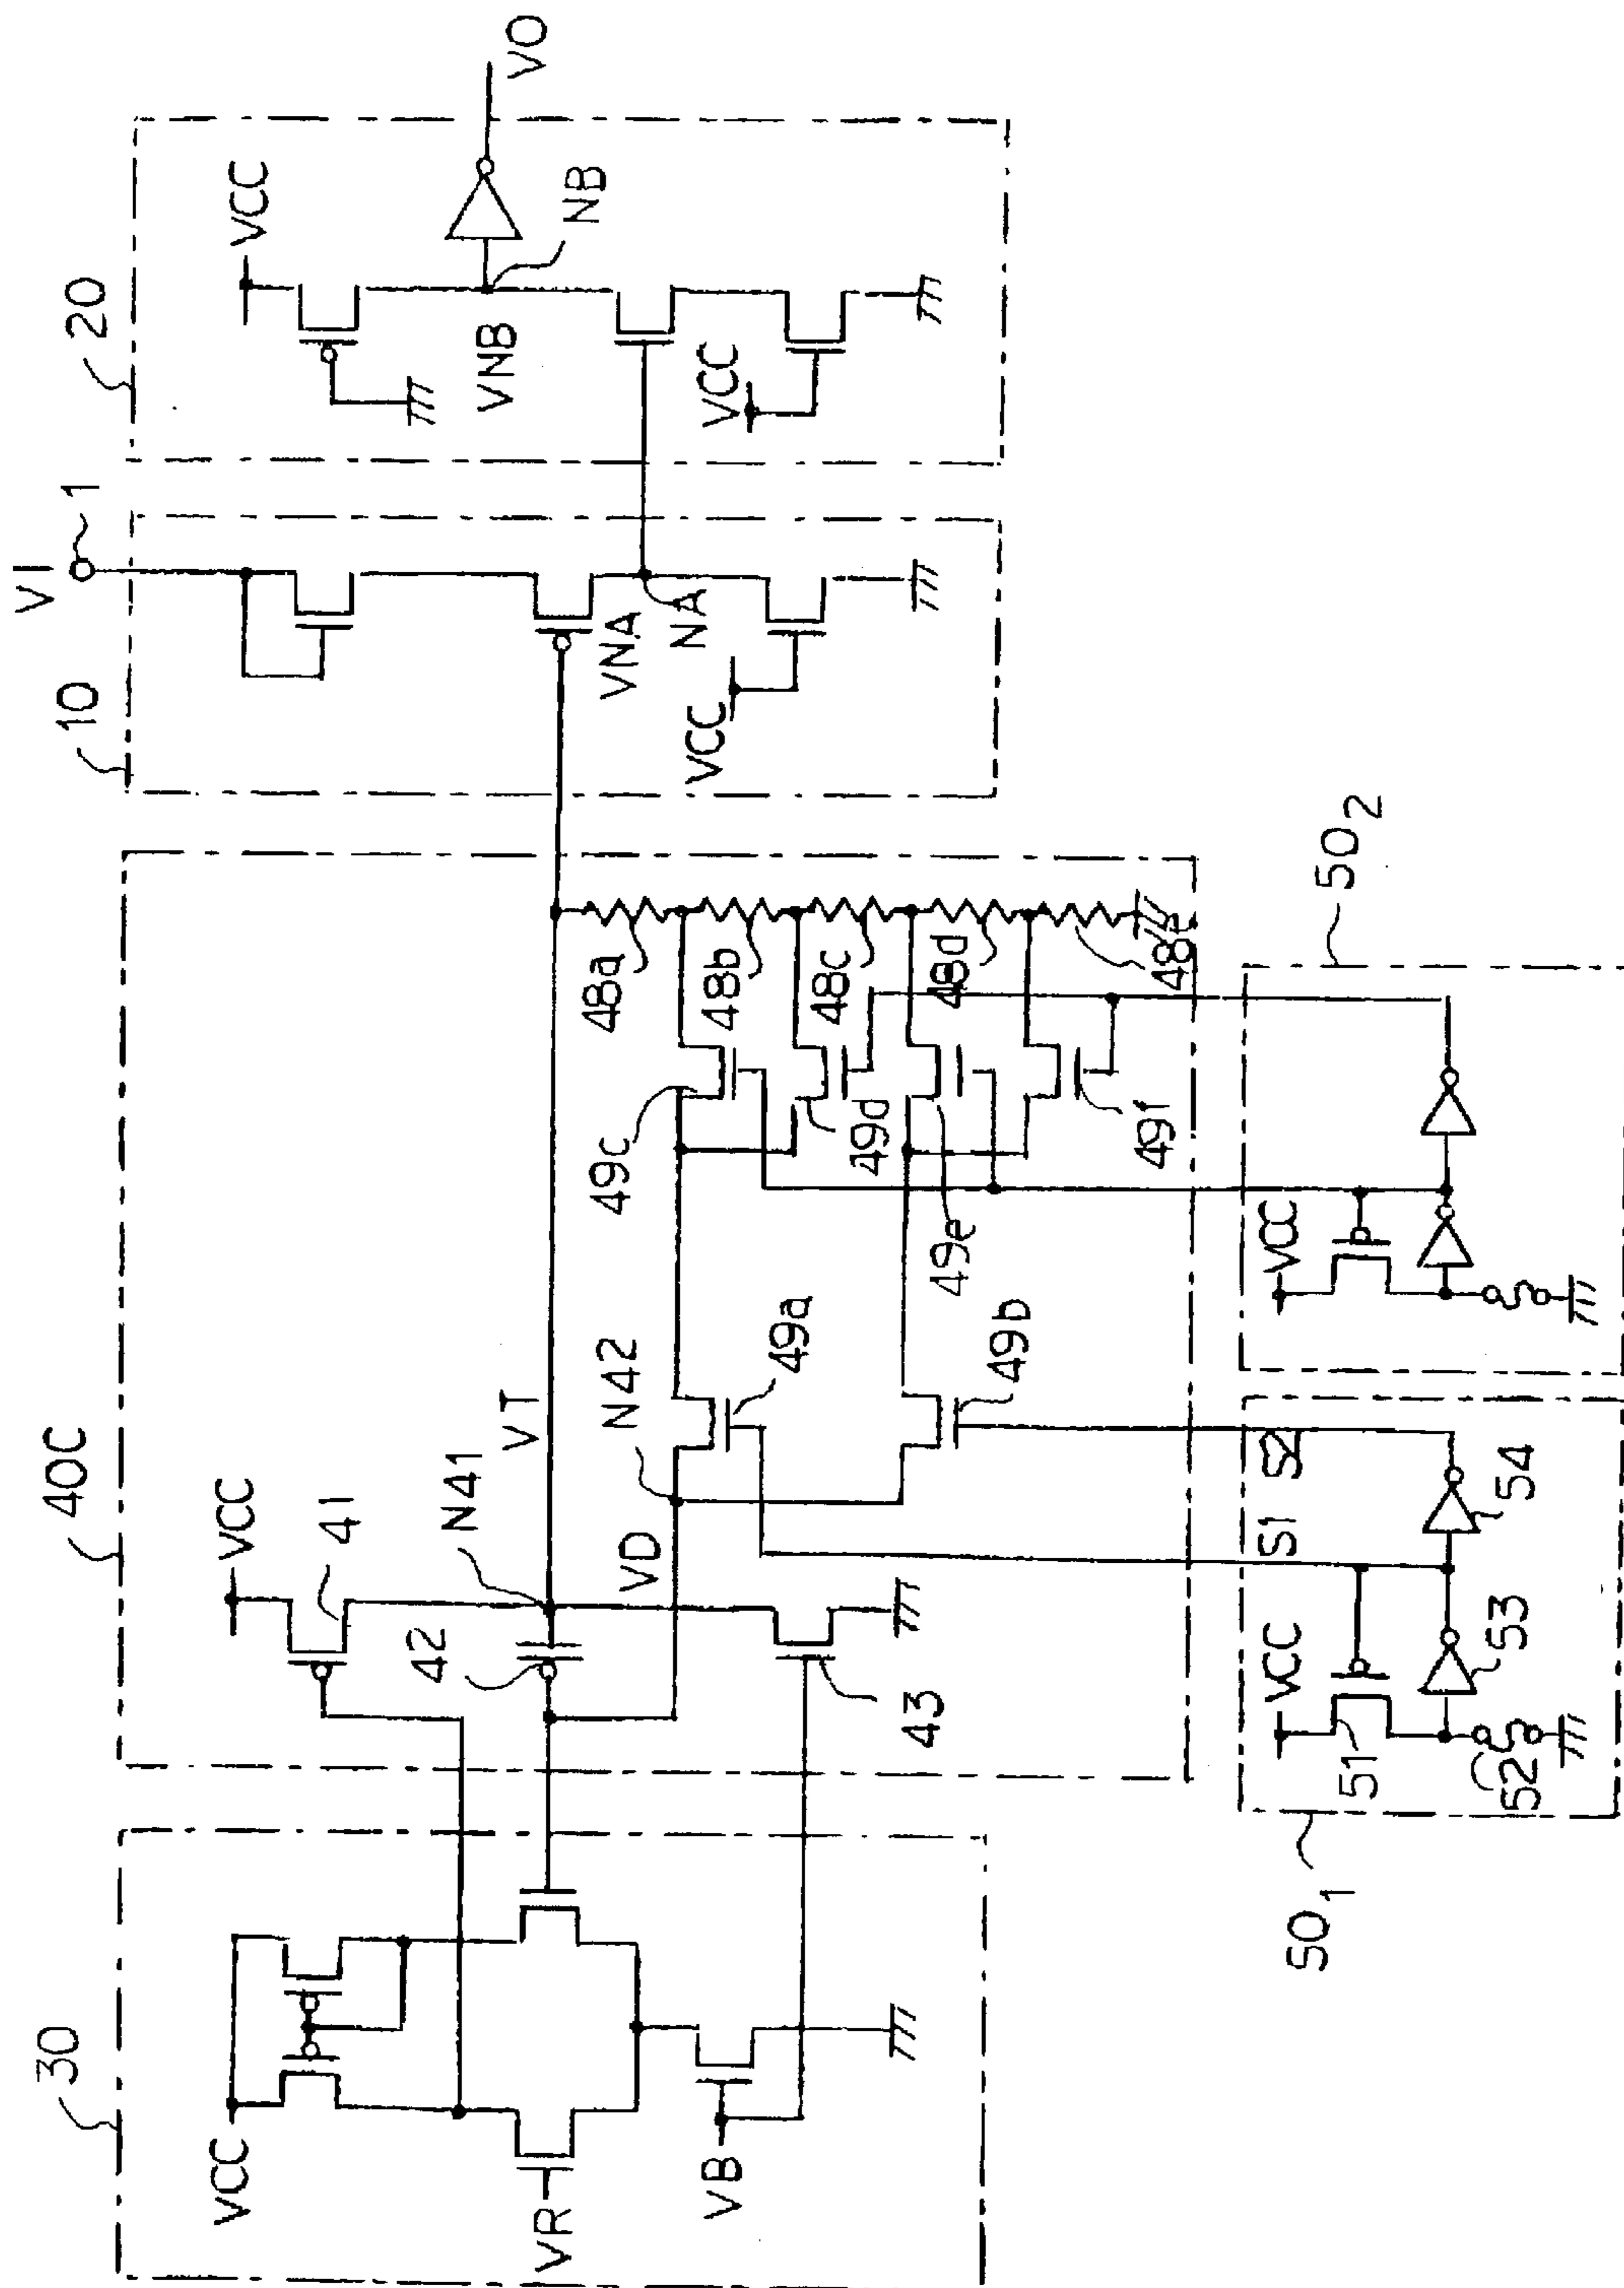 30
VCC
VR
VB
40C
VCC
41
42
N41
VT
VD
N42
43
49a
49b
49c
49d
49e
49f
48a
48b
48c
48d
48e
10
VI
1
VNA
NA
VCC
20
VCC
VNB
NB
VO
VCC
50₁
VCC
51
52
53
54
S1
S2
50₂
VCC